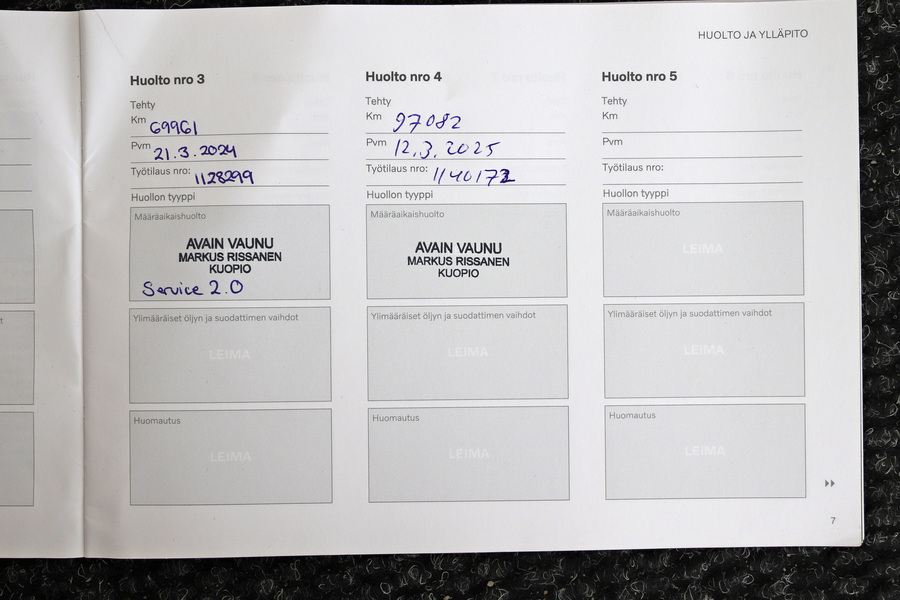 HUOLTO JA YLLÄPITO
Huolto nro 3
Tehty
Km 69961
Pvm 21.3.2024
Työtilaus nro: 1128299
Huollon tyyppi
Määräaikaishuolto
AVAIN VAUNU
MARKUS RISSANEN
KUOPIO
Service 2.0
Ylimääräiset öljyn ja suodattimen vaihdot
LEIMA
Huomautus
LEIMA
Huolto nro 4
Tehty
Km 97082
Pvm 12.3.2025
Työtilaus nro: 1140172
Huollon tyyppi
Määräaikaishuolto
AVAIN VAUNU
MARKUS RISSANEN
KUOPIO
Ylimääräiset öljyn ja suodattimen vaihdot
LEIMA
Huomautus
LEIMA
Huolto nro 5
Tehty
Km
Pvm
Työtilaus nro:
Huollon tyyppi
Määräaikaishuolto
LEIMA
Ylimääräiset öljyn ja suodattimen vaihdot
LEIMA
Huomautus
LEIMA
7